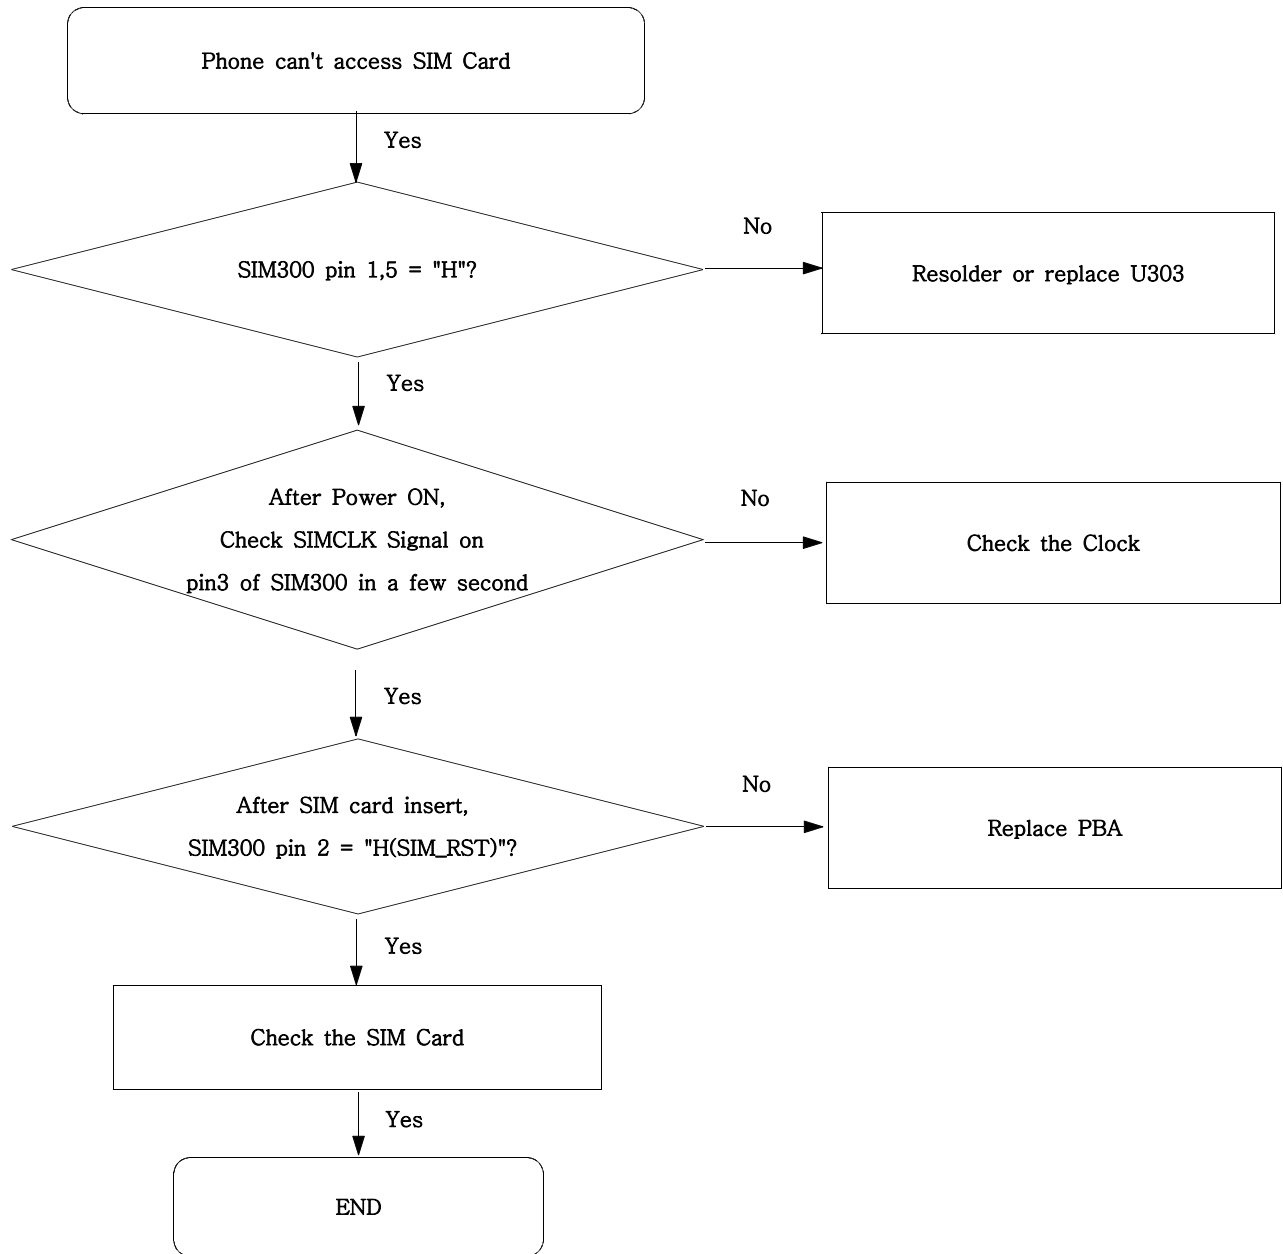 Phone can't access SIM Card
Yes
SIM300 pin 1,5 = "H"?
No
Resolder or replace U303
Yes
After Power ON,
Check SIMCLK Signal on
pin3 of SIM300 in a few second
No
Check the Clock
Yes
After SIM card insert,
SIM300 pin 2 = "H(SIM_RST)"?
No
Replace PBA
Yes
Check the SIM Card
Yes
END